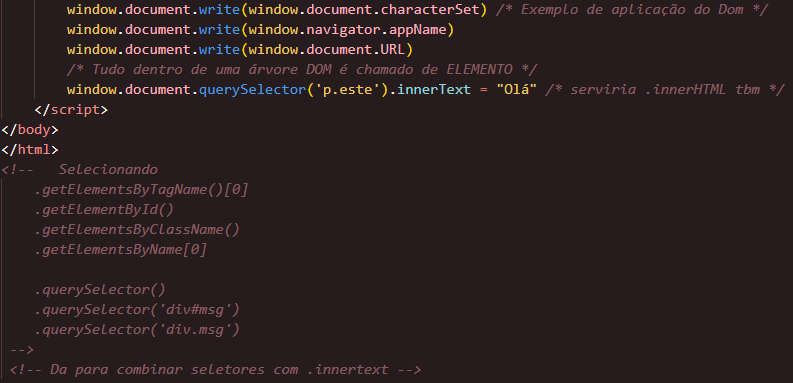 window.document.write(window.document.characterSet) /* Exemplo de aplicação do Dom */
window.document.write(window.navigator.appName)
window.document.write(window.document.URL)
/* Tudo dentro de uma árvore DOM é chamado de ELEMENTO */
window.document.querySelector('p.este').innerText = "Olá" /* serviria .innerHTML tbm */
</script>
</body>
</html>
<!-- Selecionando
.getElementsByTagName()[0]
.getElementById()
.getElementsByClassName()
.getElementsByName[0]
.querySelector()
.querySelector('div#msg')
.querySelector('div.msg')
-->
<!-- Da para combinar seletores com .innertext -->